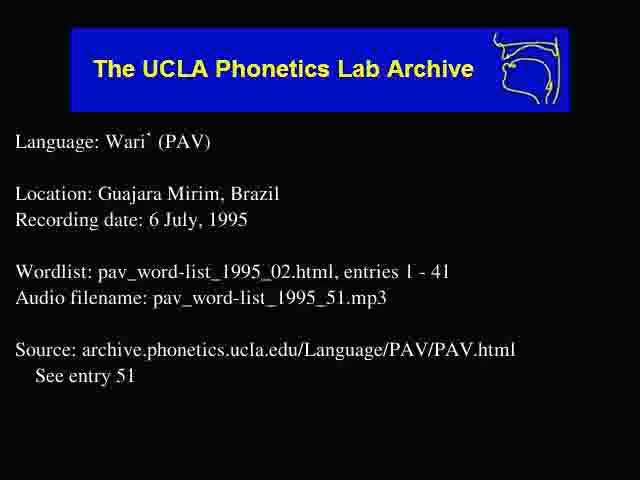 The UCLA Phonetics Lab Archive
Language: Wari` (PAV)
Location: Guajara Mirim, Brazil
Recording date: 6 July, 1995
Wordlist: pav_word-list_1995_02.html, entries 1 - 41
Audio filename: pav_word-list_1995_51.mp3
Source: archive.phonetics.ucla.edu/Language/PAV/PAV.html
See entry 51